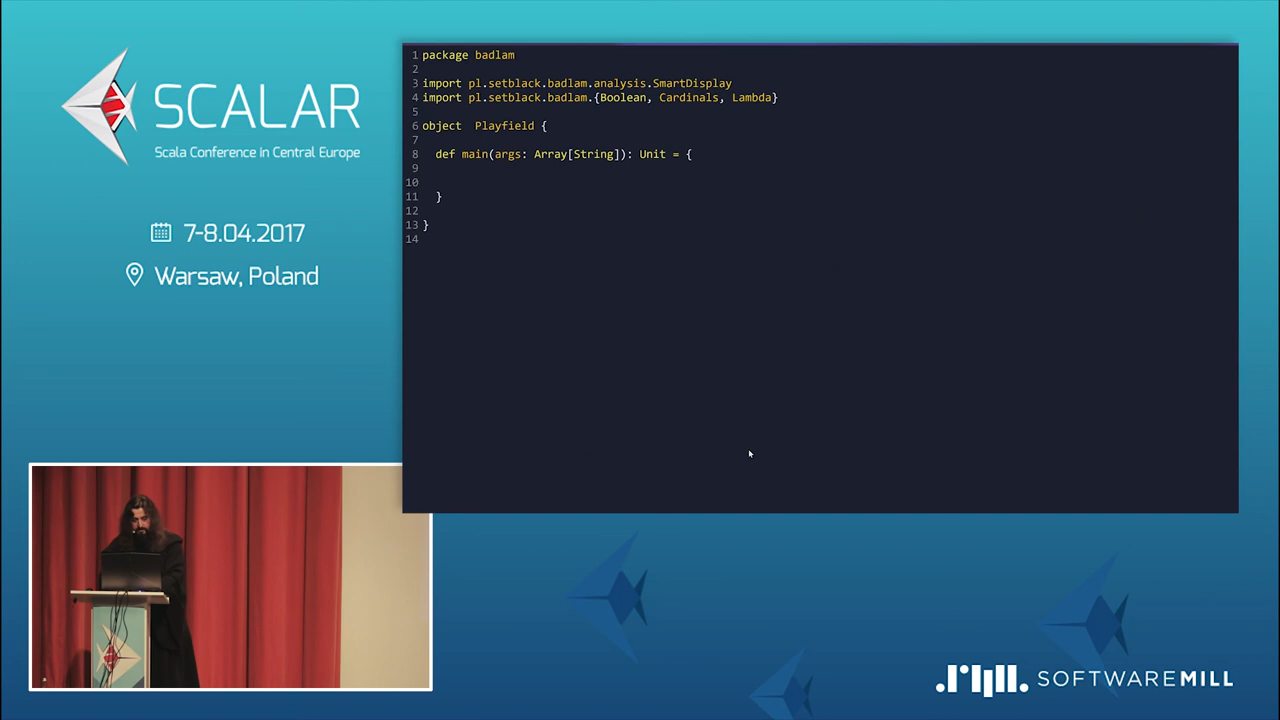 SCALAR
Scala Conference in Central Europe
7-8.04.2017
Warsaw, Poland
1 package badlam
2
3 import pl.setblack.badlam.analysis.SmartDisplay
4 import pl.setblack.badlam.{Boolean, Cardinals, Lambda}
5
6 object  Playfield {
7
8   def main(args: Array[String]): Unit = {
9
10
11   }
12
13 }
14
SOFTWAREMILL